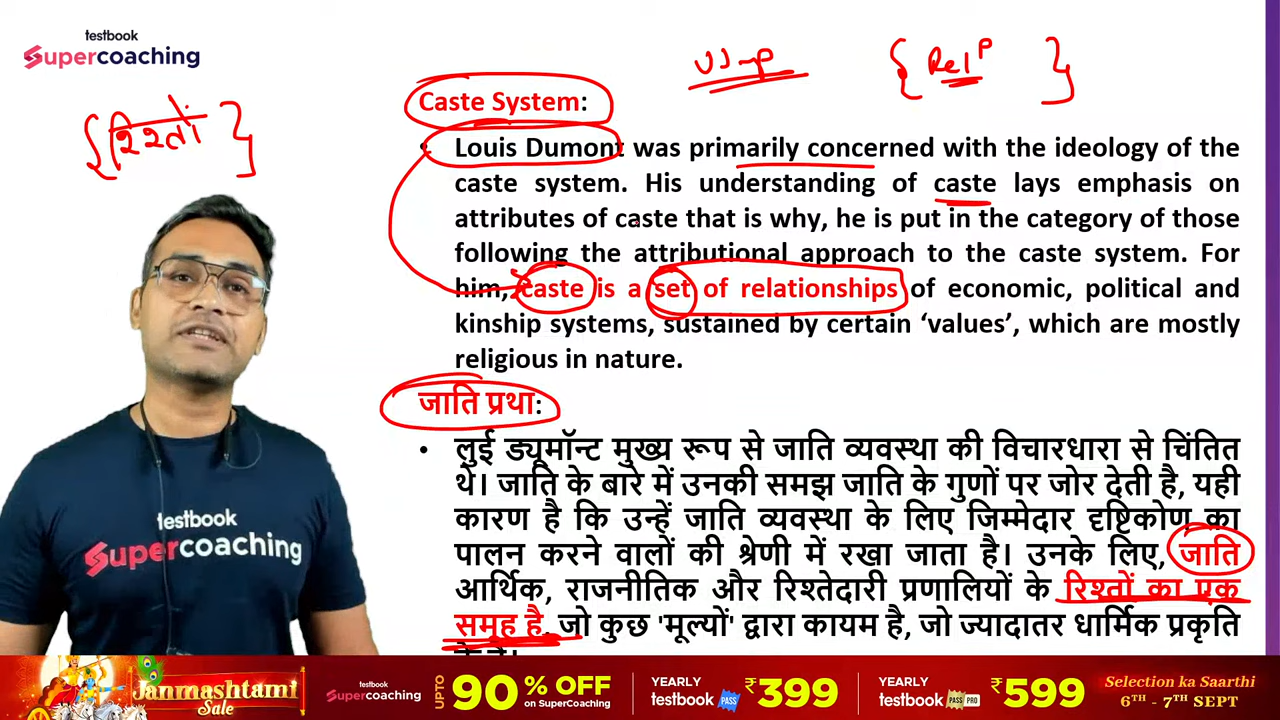 testbook
Supercoaching
{ रिश्तों }
{ Relp }
Caste System:
• Louis Dumont was primarily concerned with the ideology of the
caste system. His understanding of caste lays emphasis on
attributes of caste that is why, he is put in the category of those
following the attributional approach to the caste system. For
him, caste is a set of relationships of economic, political and
kinship systems, sustained by certain ‘values’, which are mostly
religious in nature.
जाति प्रथा:
• लुई ड्यूमॉन्ट मुख्य रूप से जाति व्यवस्था की विचारधारा से चिंतित
थे। जाति के बारे में उनकी समझ जाति के गुणों पर जोर देती है, यही
कारण है कि उन्हें जाति व्यवस्था के लिए जिम्मेदार दृष्टिकोण का
पालन करने वालों की श्रेणी में रखा जाता है। उनके लिए, जाति
आर्थिक, राजनीतिक और रिश्तेदारी प्रणालियों के रिश्तों का एक
समूह है, जो कुछ 'मूल्यों' द्वारा कायम है, जो ज्यादातर धार्मिक प्रकृति
testbook
Supercoaching
Janmashtami
Sale
testbook
Supercoaching
UPTO 90% OFF
on SuperCoaching
YEARLY
testbook PASS ₹399
YEARLY
testbook PASS PRO ₹599
Selection ka Saarthi
6TH - 7TH SEPT